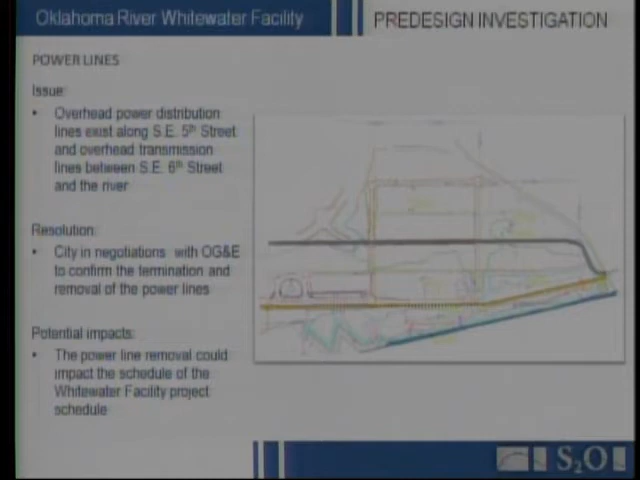 Oklahoma River Whitewater Facility
PREDESIGN INVESTIGATION
POWER LINES
Issue:
• Overhead power distribution
lines exist along S.E. 5th Street
and overhead transmission
lines between S.E. 6th Street
and the river
Resolution:
• City in negotiations with OG&E
to confirm the termination and
removal of the power lines
Potential impacts:
• The power line removal could
impact the schedule of the
Whitewater Facility project
schedule
S2O